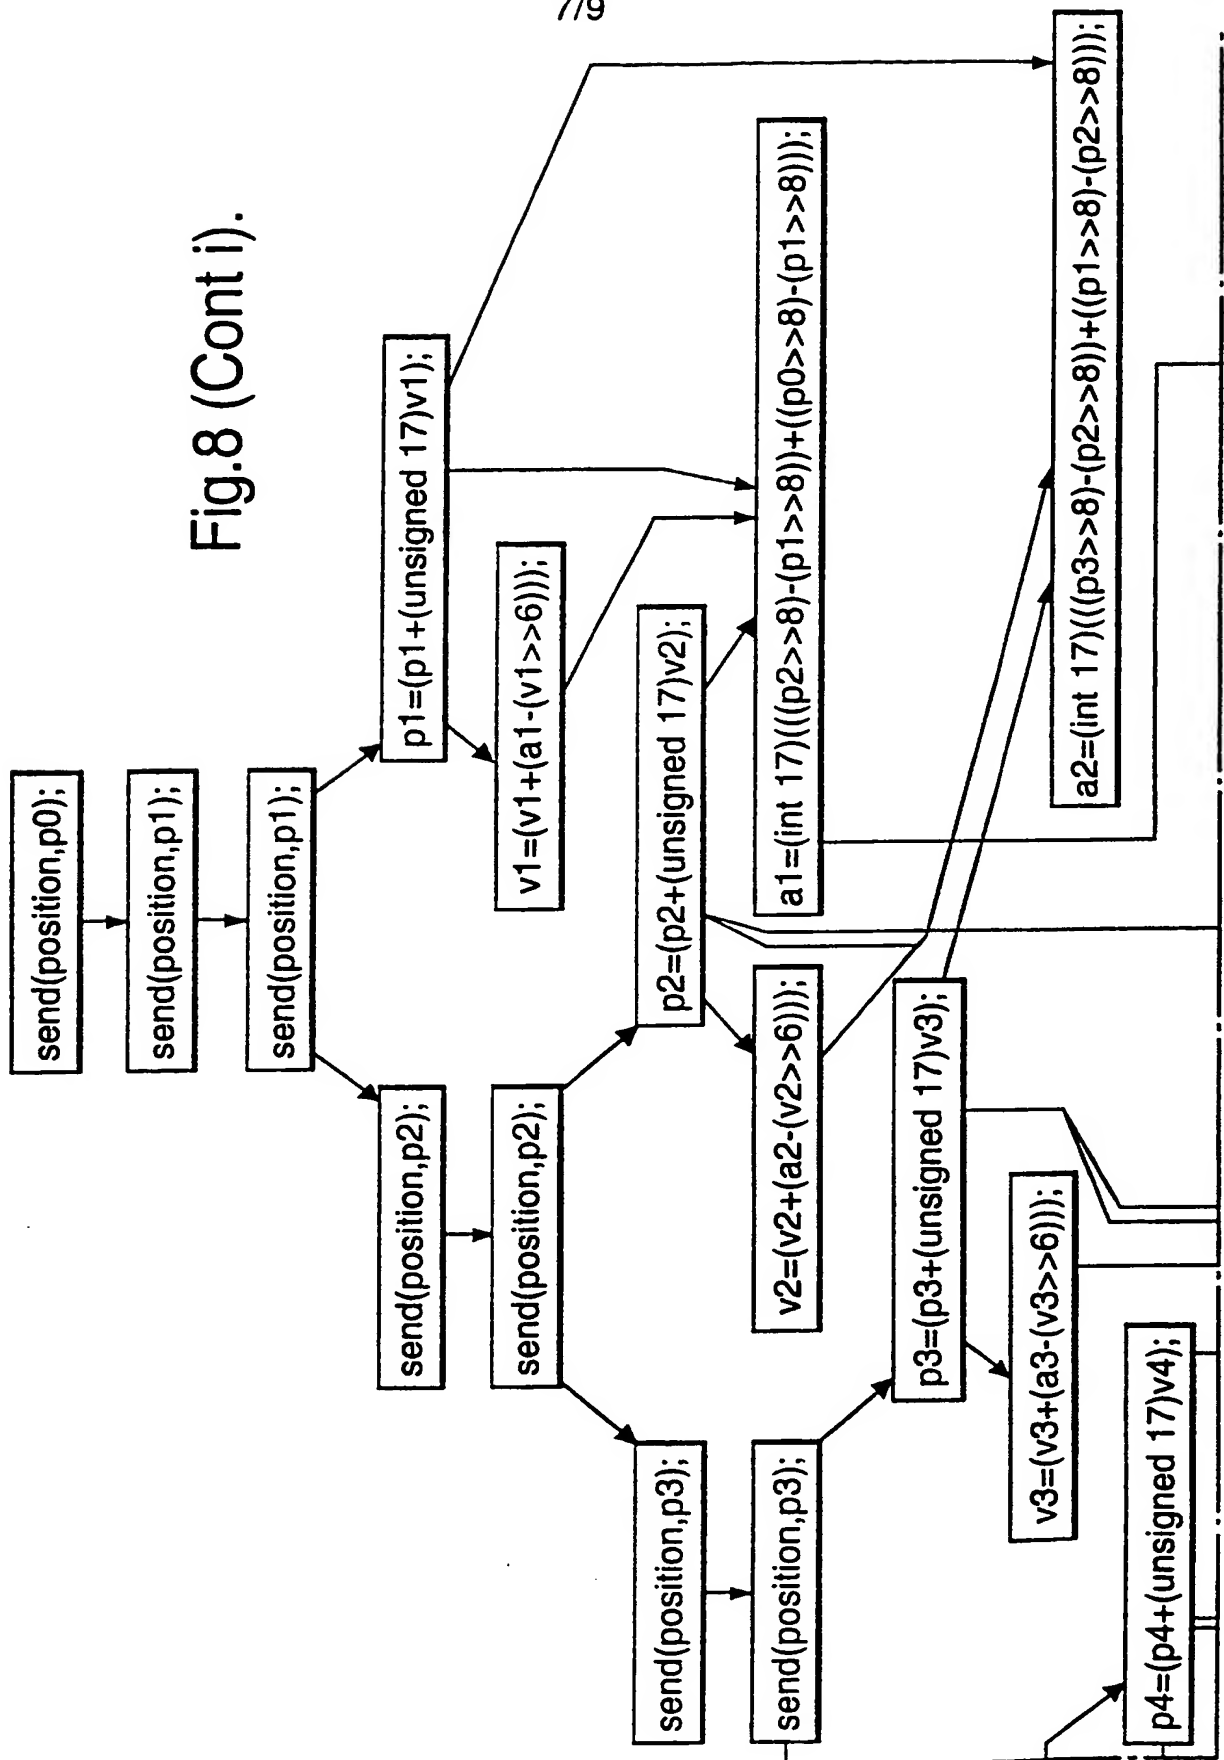 7/9
Fig.8 (Cont i).
send(position,p0);
send(position,p1);
send(position,p1);
send(position,p2);
p1=(p1+(unsigned 17)v1);
send(position,p2);
v1=(v1+(a1-(v1>>6)));
send(position,p3);
p2=(p2+(unsigned 17)v2);
send(position,p3);
v2=(v2+(a2-(v2>>6)));
a1=(int 17)(((p2>>8)-(p1>>8))+((p0>>8)-(p1>>8)));
p3=(p3+(unsigned 17)v3);
v3=(v3+(a3-(v3>>6)));
a2=(int 17)(((p3>>8)-(p2>>8))+((p1>>8)-(p2>>8)));
p4=(p4+(unsigned 17)v4);